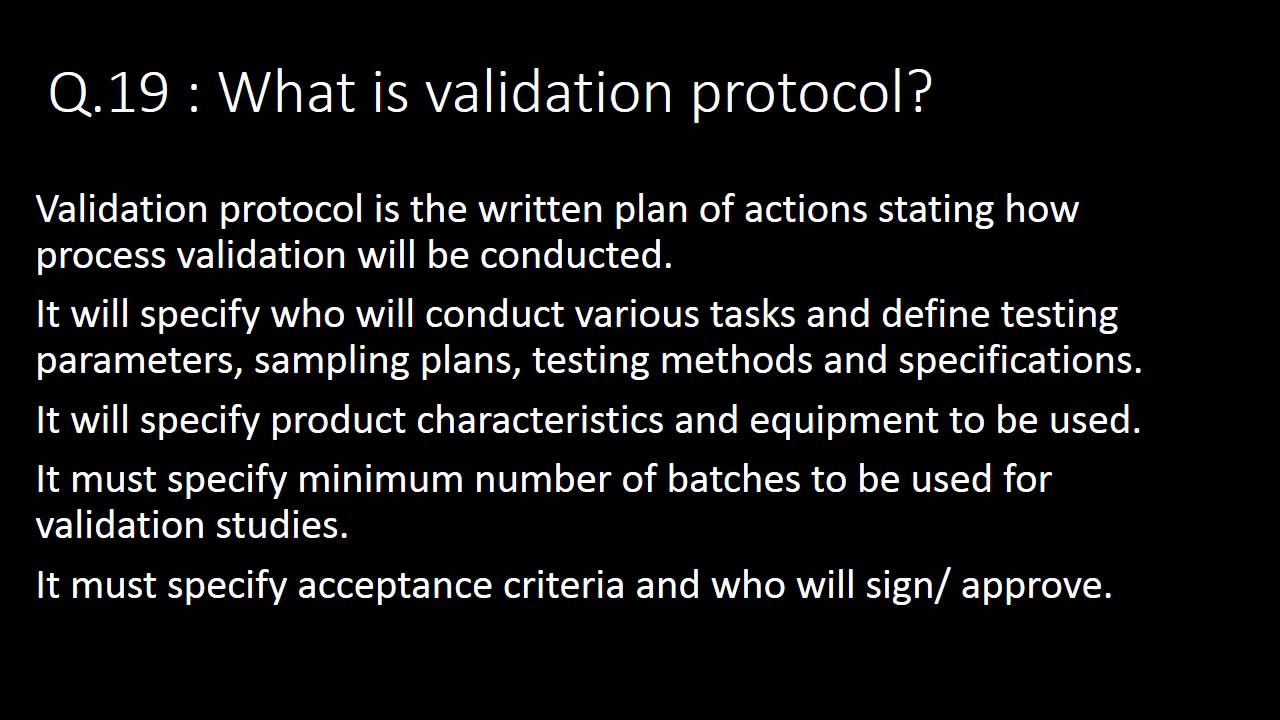 Q.19 : What is validation protocol?
Validation protocol is the written plan of actions stating how
process validation will be conducted.
It will specify who will conduct various tasks and define testing
parameters, sampling plans, testing methods and specifications.
It will specify product characteristics and equipment to be used.
It must specify minimum number of batches to be used for
validation studies.
It must specify acceptance criteria and who will sign/ approve.